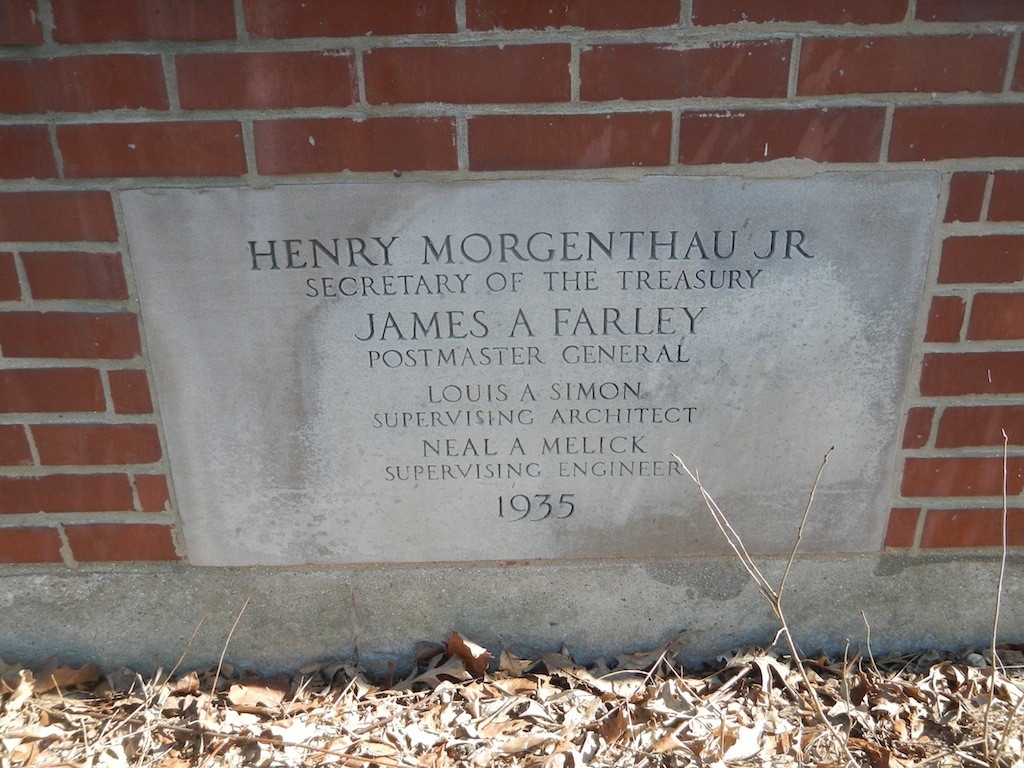 HENRY MORGENTHAU JR
SECRETARY OF THE TREASURY
JAMES A FARLEY
POSTMASTER GENERAL
LOUIS A SIMON
SUPERVISING ARCHITECT
NEAL A MELICK
SUPERVISING ENGINEER
1935